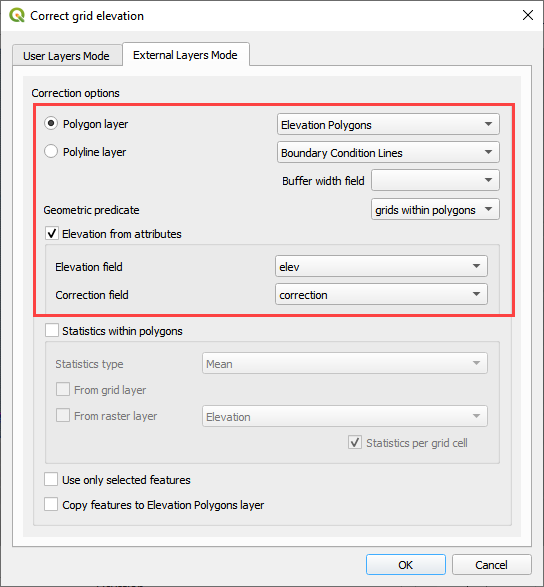 Correct grid elevation
User Layers Mode
External Layers Mode
Correction options
Polygon layer
Elevation Polygons
Polyline layer
Boundary Condition Lines
Buffer width field
Geometric predicate
grids within polygons
Elevation from attributes
Elevation field
elev
Correction field
correction
Statistics within polygons
Statistics type
Mean
From grid layer
From raster layer
Elevation
Statistics per grid cell
Use only selected features
Copy features to Elevation Polygons layer
OK
Cancel